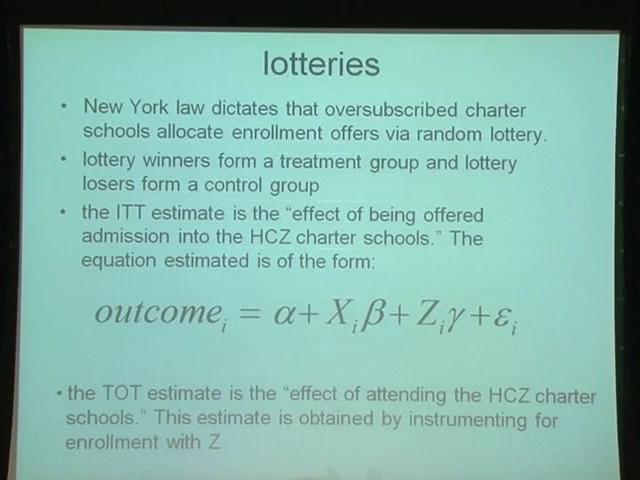 lotteries
• New York law dictates that oversubscribed charter
schools allocate enrollment offers via random lottery.
• lottery winners form a treatment group and lottery
losers form a control group
• the ITT estimate is the “effect of being offered
admission into the HCZ charter schools.” The
equation estimated is of the form:
outcomeᵢ = α+ Xᵢβ+ Zᵢγ+εᵢ
• the TOT estimate is the “effect of attending the HCZ charter
schools.” This estimate is obtained by instrumenting for
enrollment with Z